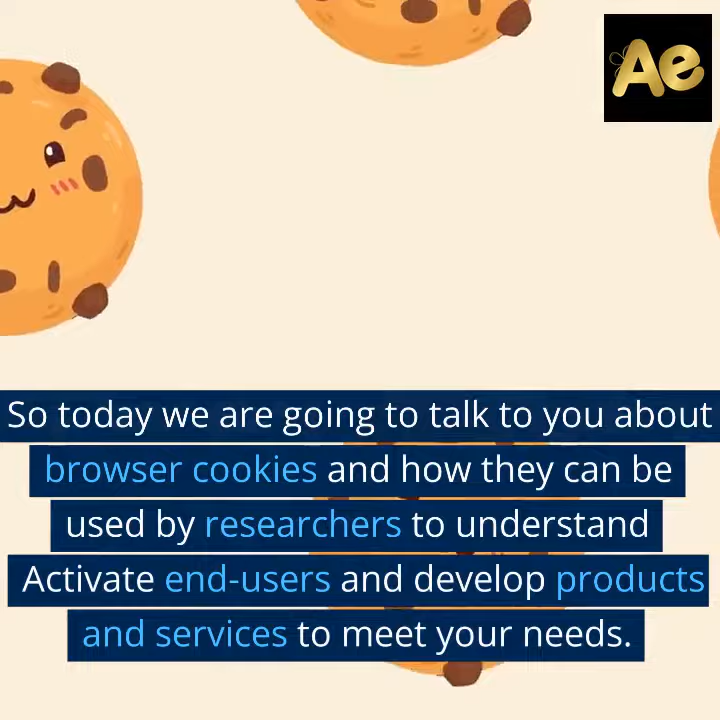 Ae
So today we are going to talk to you about
browser cookies and how they can be
used by researchers to understand
Activate end-users and develop products
and services to meet your needs.